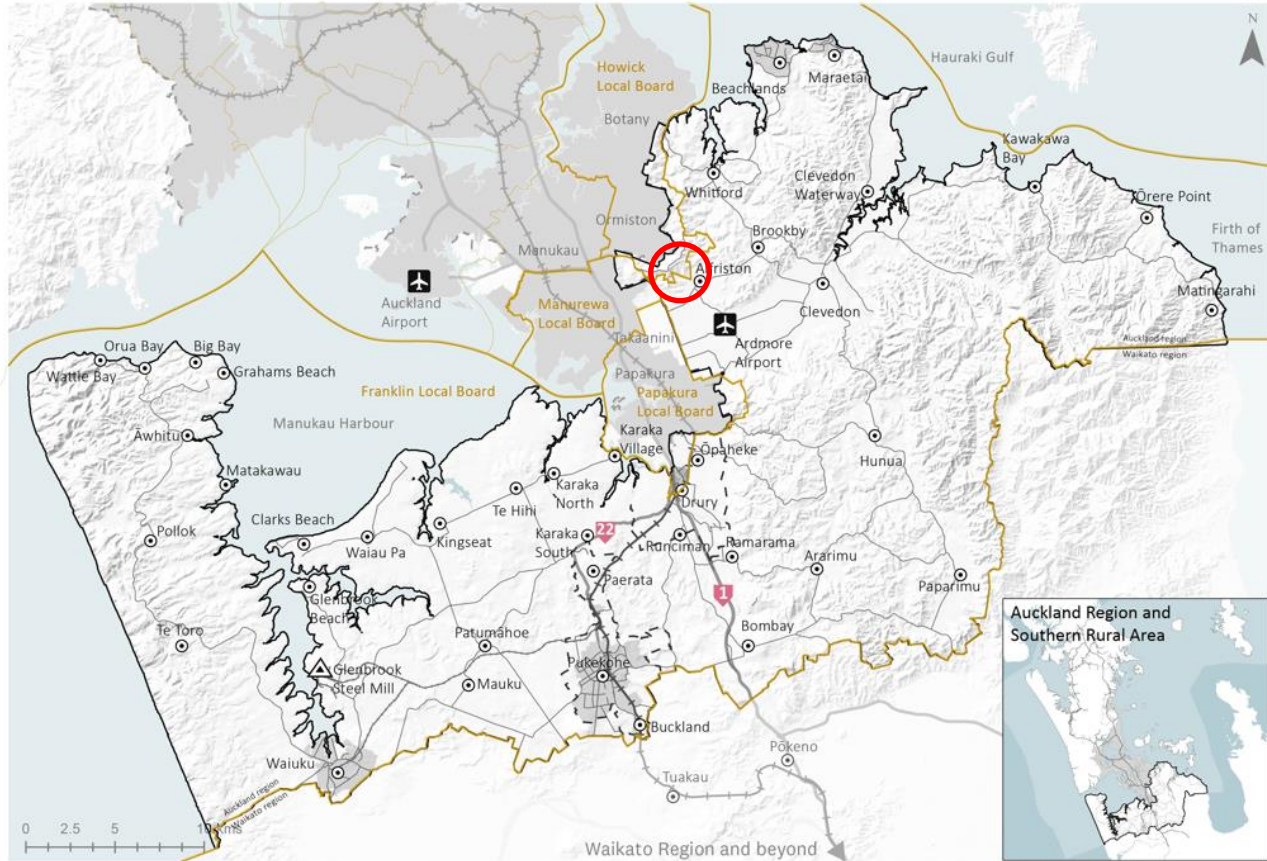 N
Hauraki Gulf
Howick
Local Board
Botany
Beachlands
Maraetai
Kawakawa
Bay
Whitford
Clevedon
Waterway
Ōrere Point
Firth of
Thames
Ormiston
Brookby
Manukau
Alfriston
Clevedon
Matingarahi
Auckland
Airport
Manurewa
Local Board
Takaanini
Ardmore
Airport
Auckland region
Waikato region
Orua Bay
Big Bay
Wattle Bay
Grahams Beach
Franklin Local Board
Papakura
Papakura
Local Board
Manukau Harbour
Āwhitu
Karaka
Village
Ōpaheke
Hunua
Matakawau
Karaka
North
Te Hihi
Drury
Clarks Beach
Pollok
Waiau Pa
Kingseat
Karaka
South
22
Runciman
Ramarama
Ararimu
Paparimu
Paerata
1
Glenbrook
Beach
Te Toro
Patumāhoe
Bombay
Glenbrook
Steel Mill
Mauku
Pukekohe
Buckland
Waiuku
Pōkeno
Tuakau
Auckland region
Waikato region
0 2.5 5 10 Kms
Waikato Region and beyond
Auckland Region and
Southern Rural Area